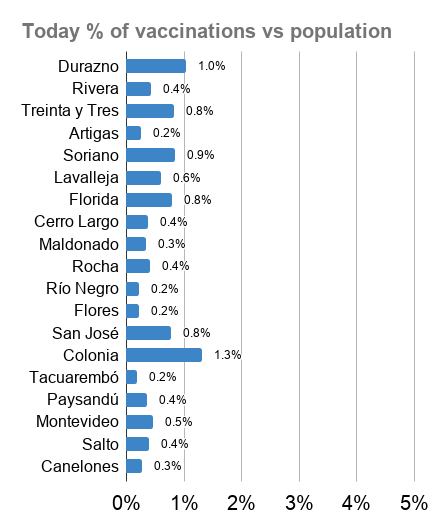 Today % of vaccinations vs population
Durazno 1.0%
Rivera 0.4%
Treinta y Tres 0.8%
Artigas 0.2%
Soriano 0.9%
Lavalleja 0.6%
Florida 0.8%
Cerro Largo 0.4%
Maldonado 0.3%
Rocha 0.4%
Río Negro 0.2%
Flores 0.2%
San José 0.8%
Colonia 1.3%
Tacuarembó 0.2%
Paysandú 0.4%
Montevideo 0.5%
Salto 0.4%
Canelones 0.3%
0% 1% 2% 3% 4% 5%